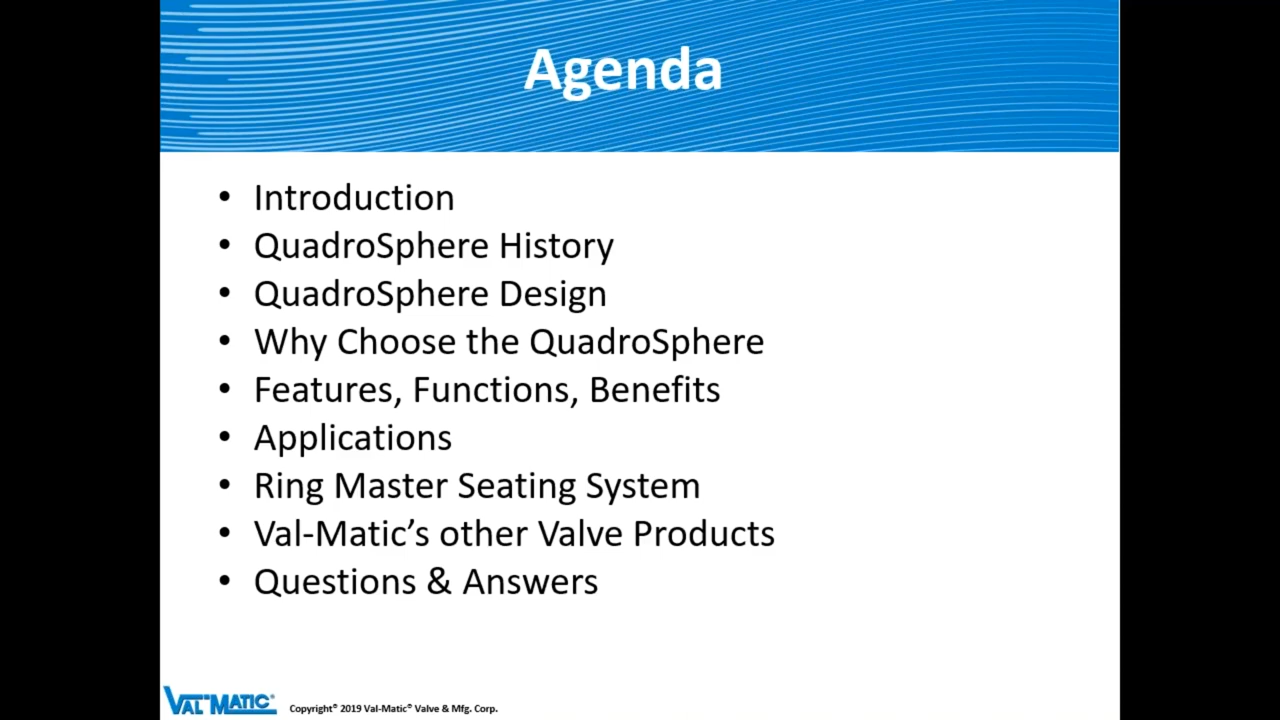 Agenda
• Introduction
• QuadroSphere History
• QuadroSphere Design
• Why Choose the QuadroSphere
• Features, Functions, Benefits
• Applications
• Ring Master Seating System
• Val-Matic’s other Valve Products
• Questions & Answers
VAL-MATIC® Copyright® 2019 Val-Matic® Valve & Mfg. Corp.